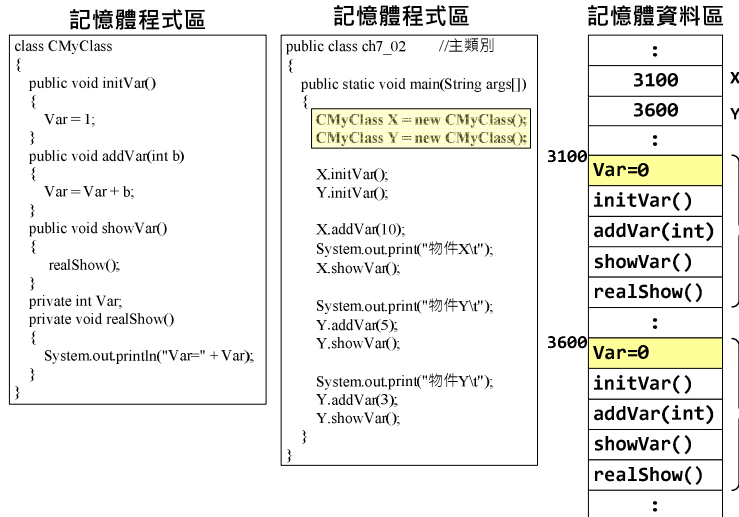 記憶體程式區
class CMyClass
{
public void initVar()
{
Var = 1;
}
public void addVar(int b)
{
Var = Var + b;
}
public void showVar()
{
realShow();
}
private int Var;
private void realShow()
{
System.out.println("Var=" + Var);
}
}
記憶體程式區
public class ch7_02 //主類別
{
public static void main(String args[])
{
CMyClass X = new CMyClass();
CMyClass Y = new CMyClass();
X.initVar();
Y.initVar();
X.addVar(10);
System.out.print("物件X\t");
X.showVar();
System.out.print("物件Y\t");
Y.addVar(5);
Y.showVar();
System.out.print("物件Y\t");
Y.addVar(3);
Y.showVar();
}
}
記憶體資料區
:
3100 X
3600 Y
:
3100 Var=0
initVar()
addVar(int)
showVar()
realShow()
:
3600 Var=0
initVar()
addVar(int)
showVar()
realShow()
: